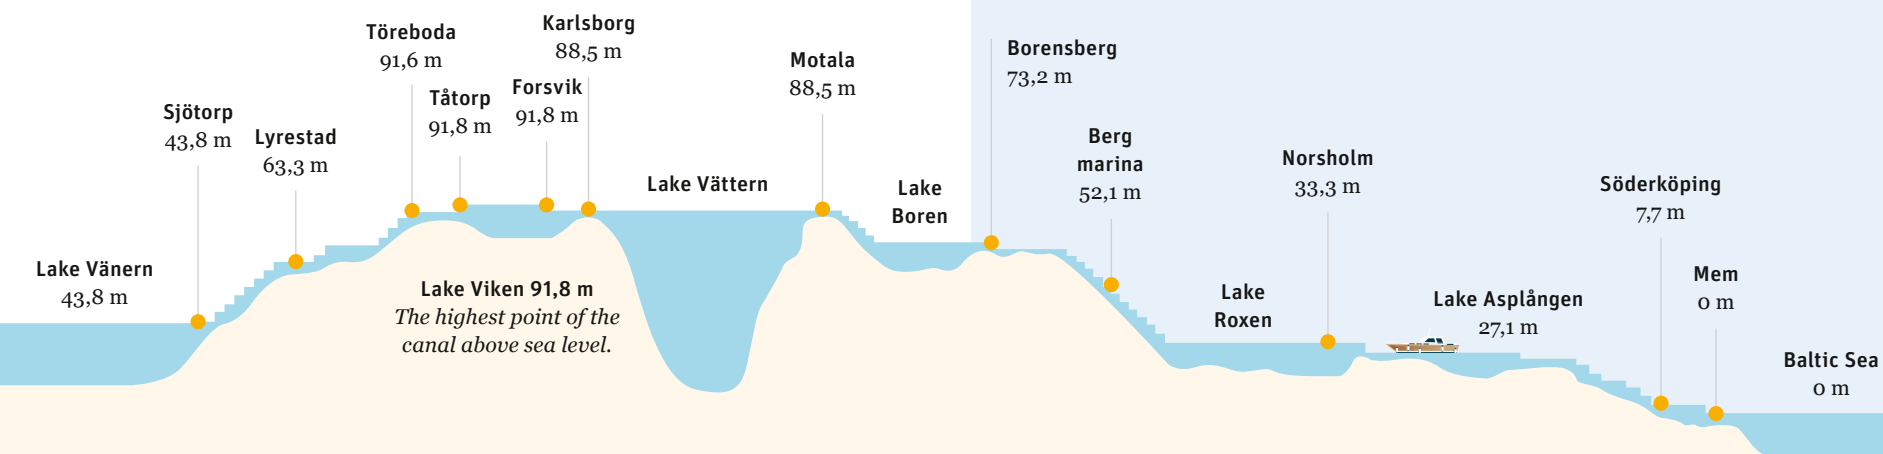 Lake Vänern
43,8 m
Sjötorp
43,8 m
Lyrestad
63,3 m
Töreboda
91,6 m
Tåtorp
91,8 m
Forsvik
91,8 m
Karlsborg
88,5 m
Lake Viken 91,8 m
The highest point of the
canal above sea level.
Lake Vättern
Motala
88,5 m
Lake
Boren
Borensberg
73,2 m
Berg
marina
52,1 m
Lake
Roxen
Norsholm
33,3 m
Lake Asplången
27,1 m
Söderköping
7,7 m
Mem
0 m
Baltic Sea
0 m